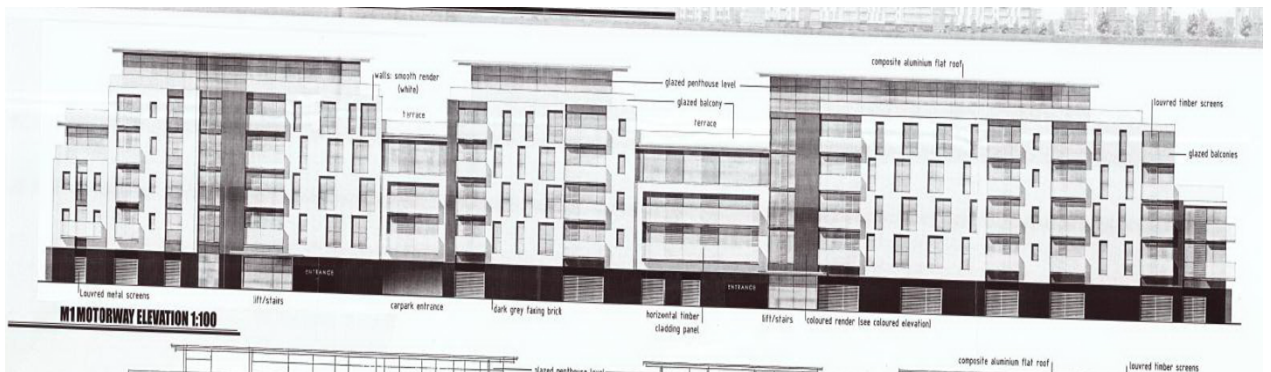 composite aluminium flat roof
walls: smooth render
(white)
glazed penthouse level
glazed balcony
louvred timber screens
terrace
terrace
glazed balconies
ENTRANCE
ENTRANCE
Louvred metal screens
lift/stairs
carpark entrance
dark grey faxing brick
horizontal timber
cladding panel
lift/stairs
coloured render (see coloured elevation)
M1 MOTORWAY ELEVATION 1:100
composite aluminium flat roof
louvred timber screens
glazed penthouse level